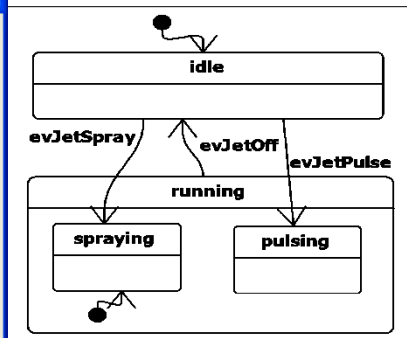 idle
evJetSpray
evJetOff
evJetPulse
running
spraying
pulsing